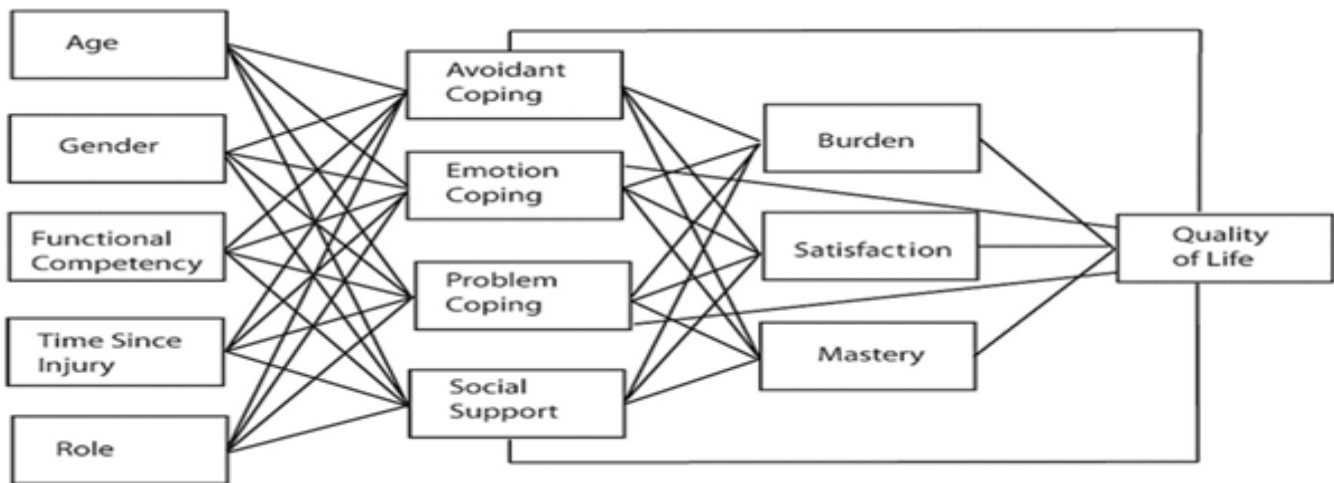 Age
Gender
Functional
Competency
Time Since
Injury
Role
Avoidant
Coping
Emotion
Coping
Problem
Coping
Social
Support
Burden
Satisfaction
Mastery
Quality
of Life